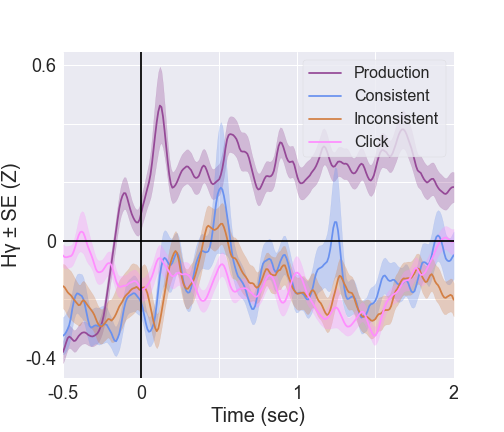 0.6
0
-0.4
Hγ ± SE (Z)
Production
Consistent
Inconsistent
Click
-0.5
0
1
2
Time (sec)